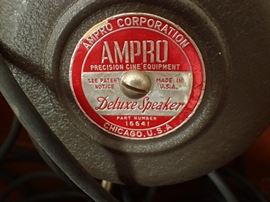 AMPRO CORPORATION
AMPRO
PRECISION CINE EQUIPMENT
SEE PATENT MADE IN
NOTICE U.S.A.
Deluxe Speaker
PART NUMBER
16641
CHICAGO, U.S.A.